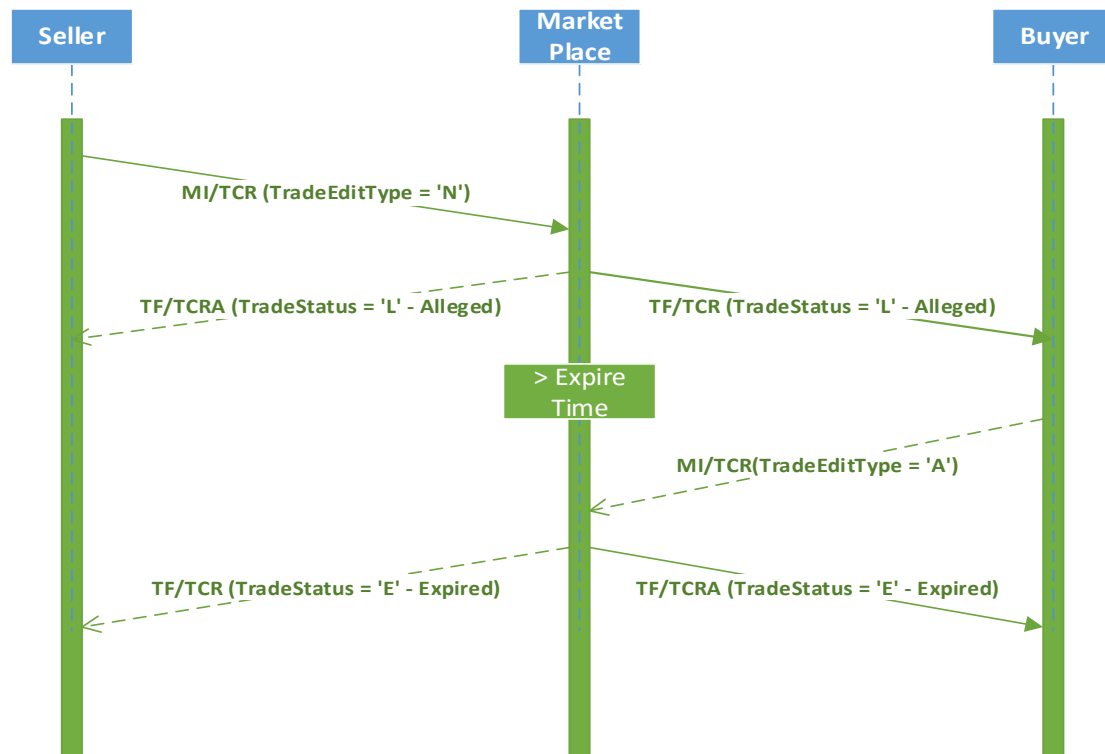 Seller
Market
Place
Buyer
MI/TCR (TradeEditType = 'N')
TF/TCRA (TradeStatus = 'L' - Alleged)
TF/TCR (TradeStatus = 'L' - Alleged)
> Expire
Time
MI/TCR(TradeEditType = 'A')
TF/TCR (TradeStatus = 'E' - Expired)
TF/TCRA (TradeStatus = 'E' - Expired)